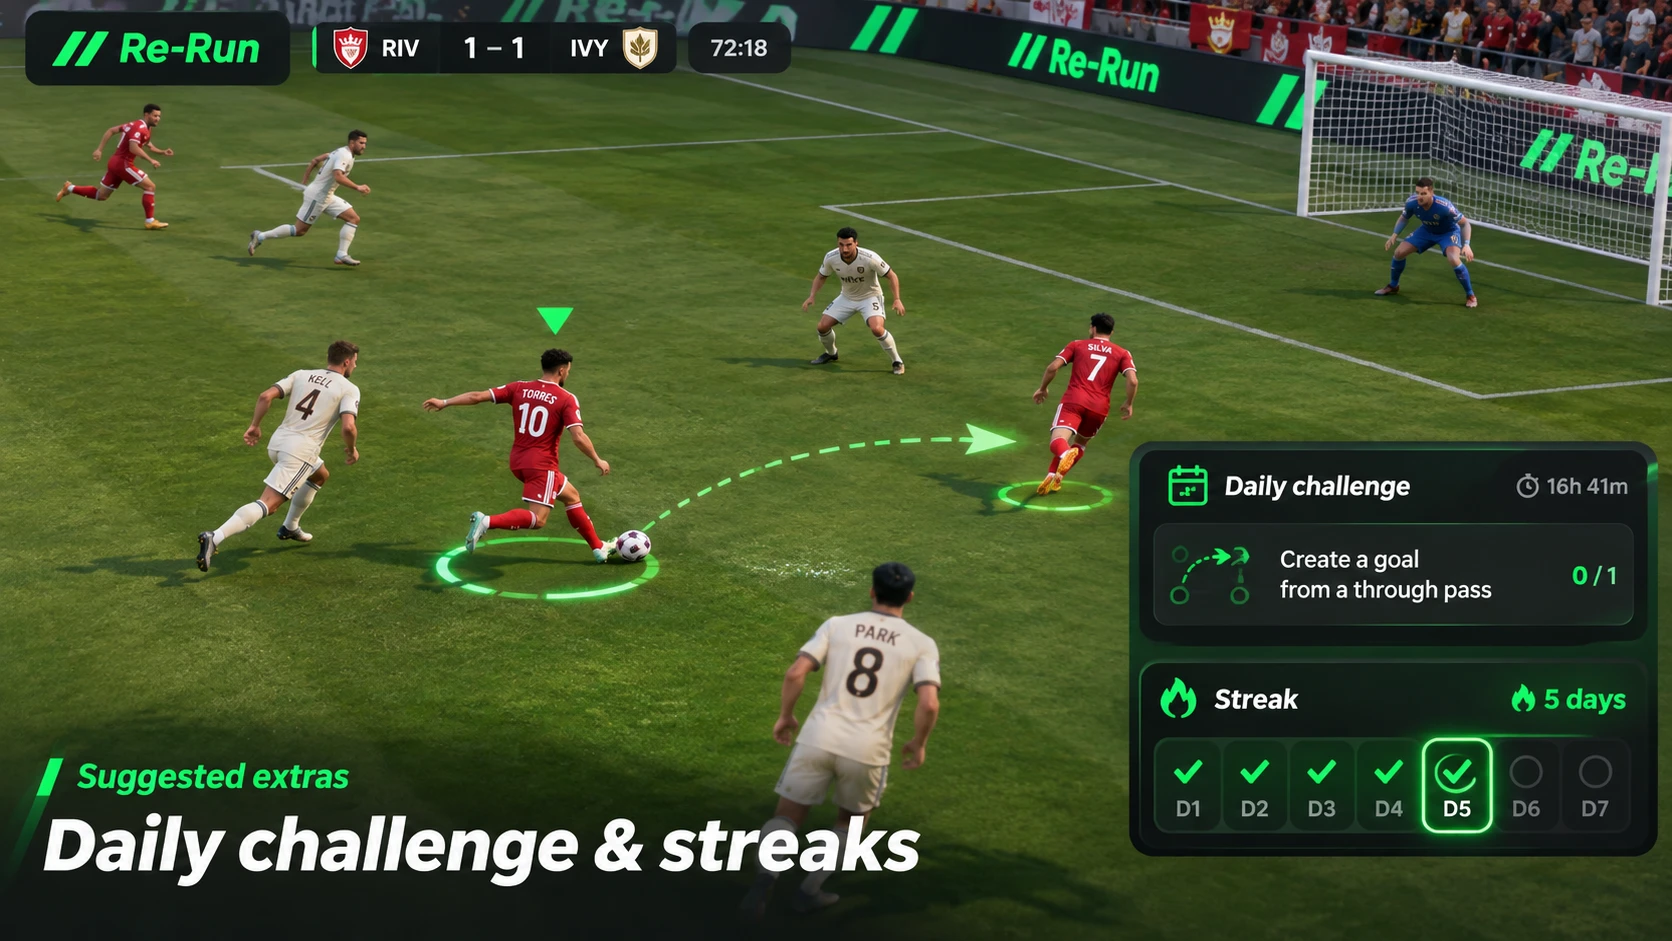 Re-Run
RIV 1 – 1 IVY 72:18
Re-Run
Re-R
KELL
4
TORRES
10
5
SILVA
7
PARK
8
Daily challenge 16h 41m
Create a goal
from a through pass
0 / 1
Streak 5 days
D1 D2 D3 D4 D5 D6 D7
Suggested extras
Daily challenge & streaks